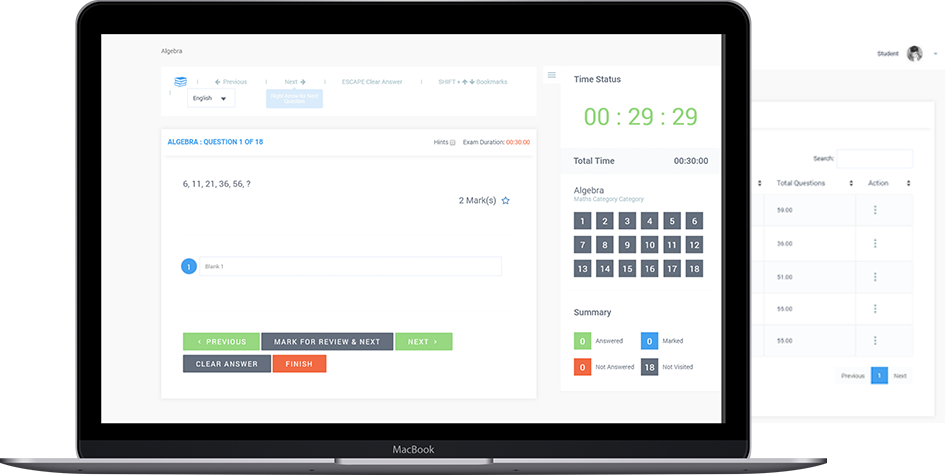 Algebra
Previous
Next
ESCAPE Clear Answer
SHIFT + Bookmarks
English
ALGEBRA : QUESTION 1 OF 18
Hints
Exam Duration: 00:30:00
6, 11, 21, 36, 56, ?
2 Mark(s)
1
Blank 1
‹ PREVIOUS
MARK FOR REVIEW & NEXT
NEXT ›
CLEAR ANSWER
FINISH
Time Status
00 : 29 : 29
Total Time 00:30:00
Algebra
Maths Category Category
1 2 3 4 5 6
7 8 9 10 11 12
13 14 15 16 17 18
Summary
0 Answered
0 Marked
0 Not Answered
18 Not Visited
MacBook
Student
Search:
Total Questions Action
59.00
36.00
51.00
55.00
55.00
Previous 1 Next